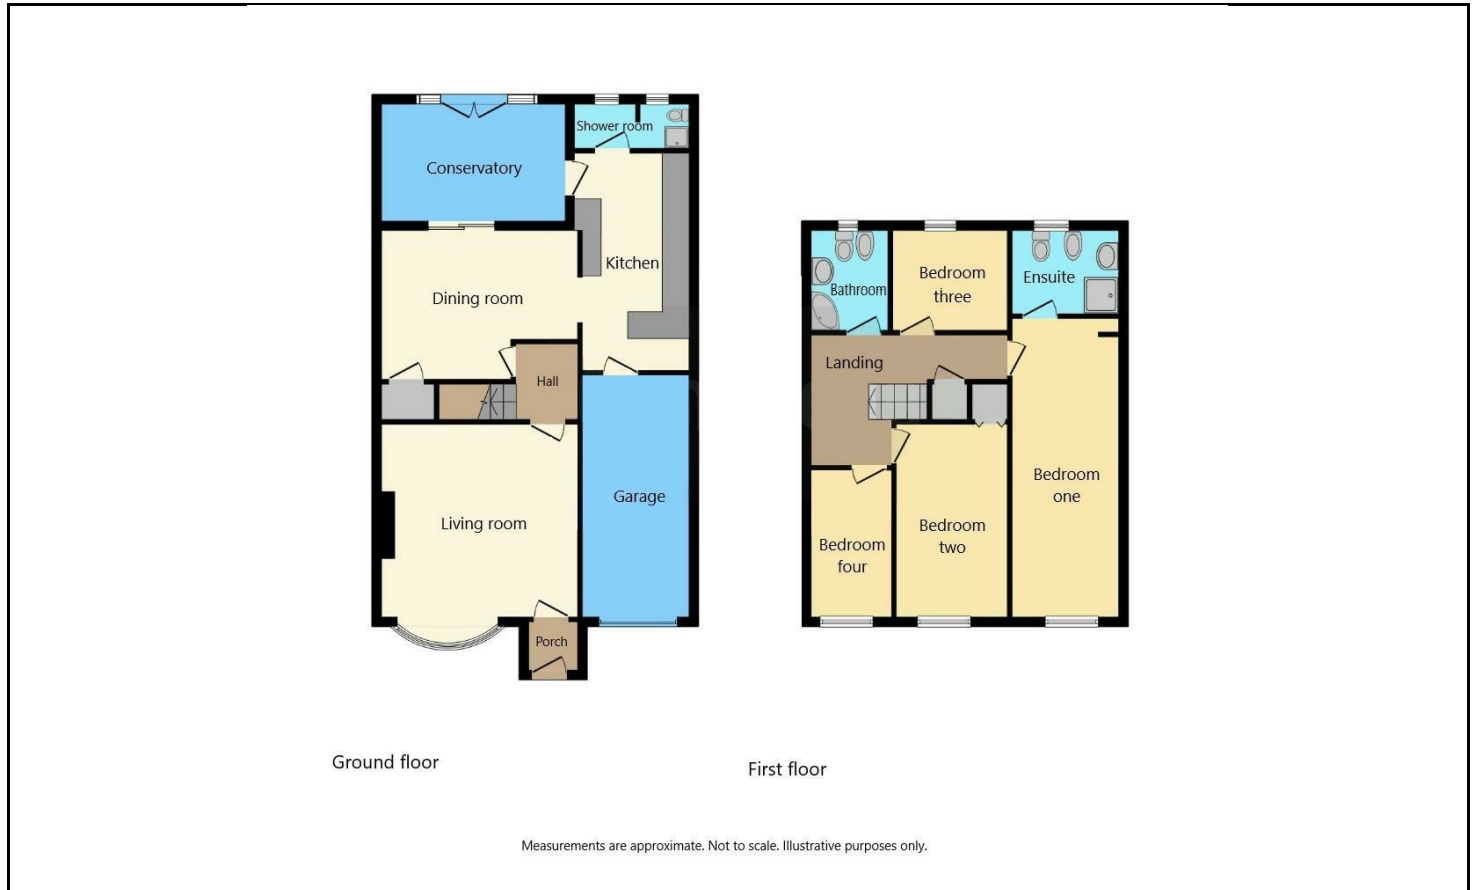 Conservatory
Shower room
Kitchen
Dining room
Hall
Living room
Garage
Porch
Ground floor
Bathroom
Bedroom
three
Ensuite
Landing
Bedroom
one
Bedroom
two
Bedroom
four
First floor
Measurements are approximate. Not to scale. Illustrative purposes only.